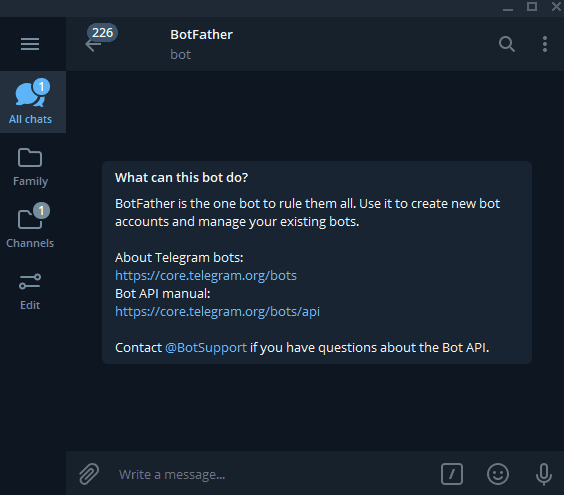 226
BotFather
bot
1
All chats
Family
1
Channels
Edit
What can this bot do?
BotFather is the one bot to rule them all. Use it to create new bot
accounts and manage your existing bots.
About Telegram bots:
https://core.telegram.org/bots
Bot API manual:
https://core.telegram.org/bots/api
Contact @BotSupport if you have questions about the Bot API.
Write a message...
/